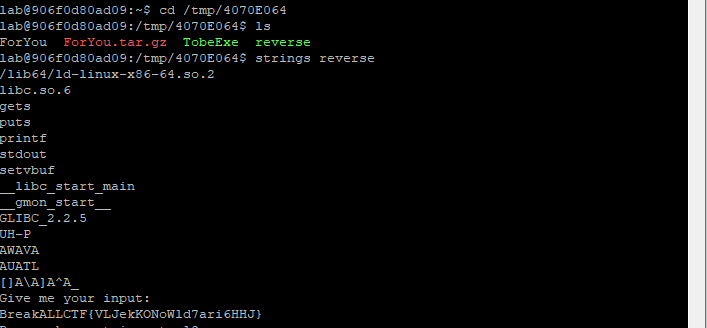 lab@906f0d80ad09:~$ cd /tmp/4070E064
lab@906f0d80ad09:/tmp/4070E064$ ls
ForYou  ForYou.tar.gz  TobeExe  reverse
lab@906f0d80ad09:/tmp/4070E064$ strings reverse
/lib64/ld-linux-x86-64.so.2
libc.so.6
gets
puts
printf
stdout
setvbuf
__libc_start_main
__gmon_start__
GLIBC_2.2.5
UH-P
AWAVA
AUATL
[]A\A]A^A_
Give me your input:
BreakALLCTF{VLJekKONoWld7ari6HHJ}